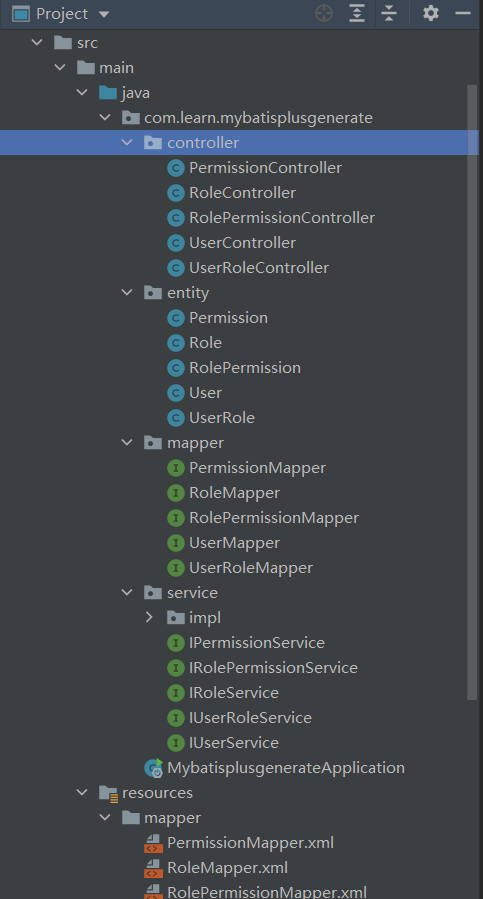 Project
src
main
java
com.learn.mybatisplusgenerate
controller
PermissionController
RoleController
RolePermissionController
UserController
UserRoleController
entity
Permission
Role
RolePermission
User
UserRole
mapper
PermissionMapper
RoleMapper
RolePermissionMapper
UserMapper
UserRoleMapper
service
impl
IPermissionService
IRolePermissionService
IRoleService
IUserRoleService
IUserService
MybatisplusgenerateApplication
resources
mapper
PermissionMapper.xml
RoleMapper.xml
RolePermissionMapper.xml